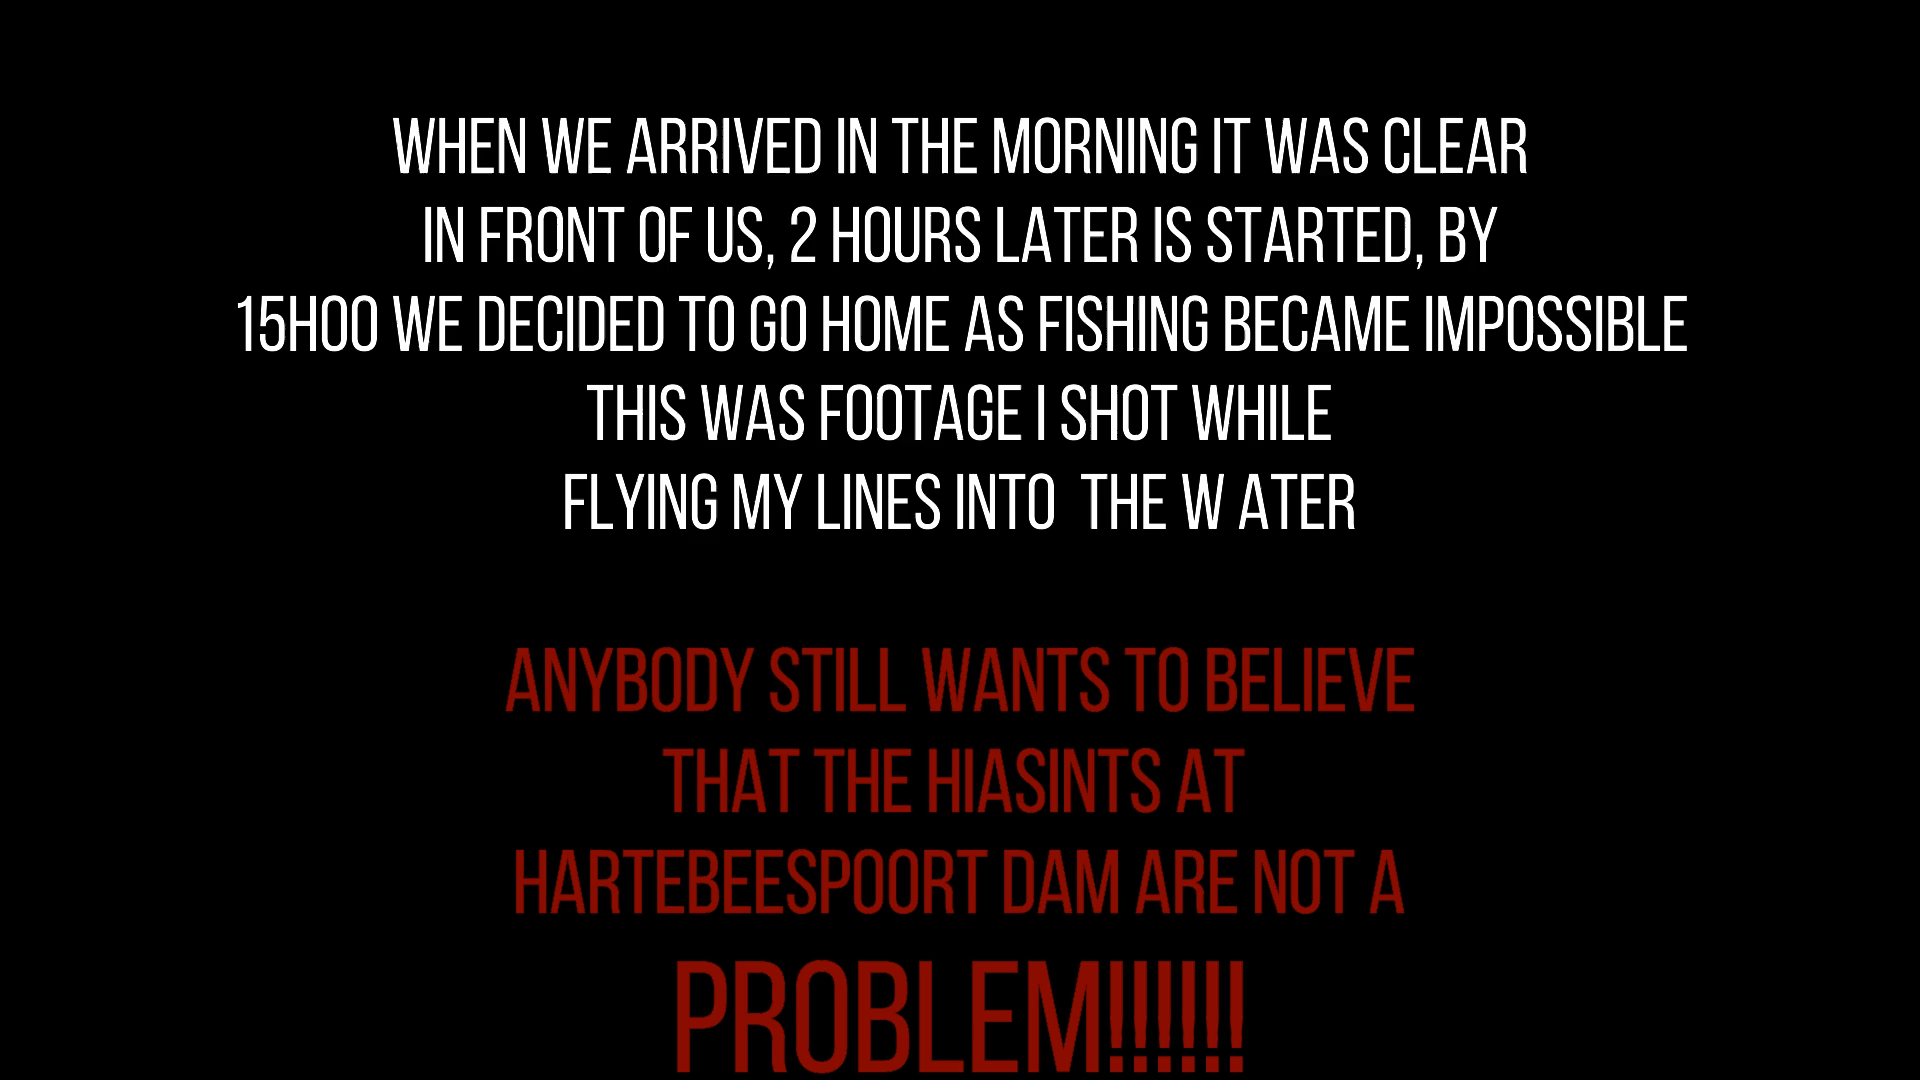 WHEN WE ARRIVED IN THE MORNING IT WAS CLEAR
IN FRONT OF US, 2 HOURS LATER IS STARTED, BY
15H00 WE DECIDED TO GO HOME AS FISHING BECAME IMPOSSIBLE
THIS WAS FOOTAGE I SHOT WHILE
FLYING MY LINES INTO  THE W ATER
ANYBODY STILL WANTS TO BELIEVE
THAT THE HIASINTS AT
HARTEBEESPOORT DAM ARE NOT A
PROBLEM!!!!!!